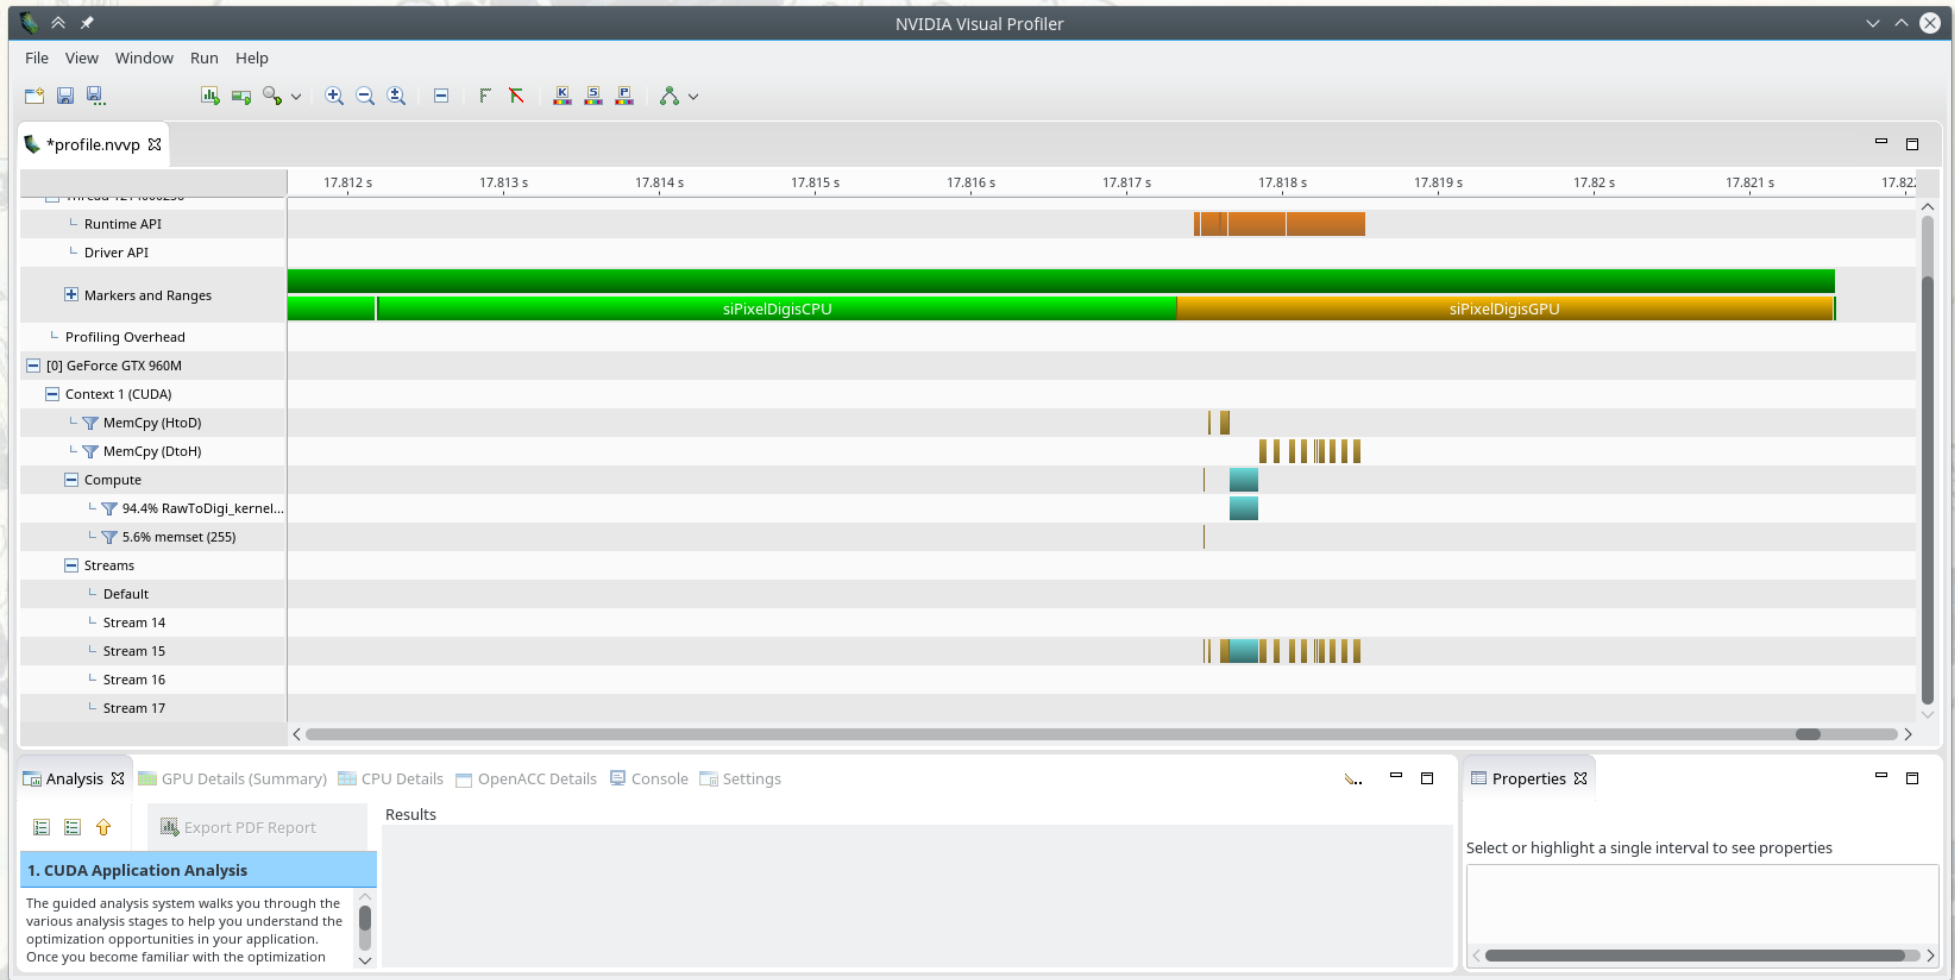 NVIDIA Visual Profiler
File View Window Run Help
K S P
*profile.nvvp
17.812 s 17.813 s 17.814 s 17.815 s 17.816 s 17.817 s 17.818 s 17.819 s 17.82 s 17.821 s 17.822
Runtime API
Driver API
Markers and Ranges
siPixelDigisCPU siPixelDigisGPU
Profiling Overhead
[0] GeForce GTX 960M
Context 1 (CUDA)
MemCpy (HtoD)
MemCpy (DtoH)
Compute
94.4% RawToDigi_kernel...
5.6% memset (255)
Streams
Default
Stream 14
Stream 15
Stream 16
Stream 17
Analysis GPU Details (Summary) CPU Details OpenACC Details Console Settings
Export PDF Report
1. CUDA Application Analysis
The guided analysis system walks you through the
various analysis stages to help you understand the
optimization opportunities in your application.
Once you become familiar with the optimization
Results
Properties
Select or highlight a single interval to see properties